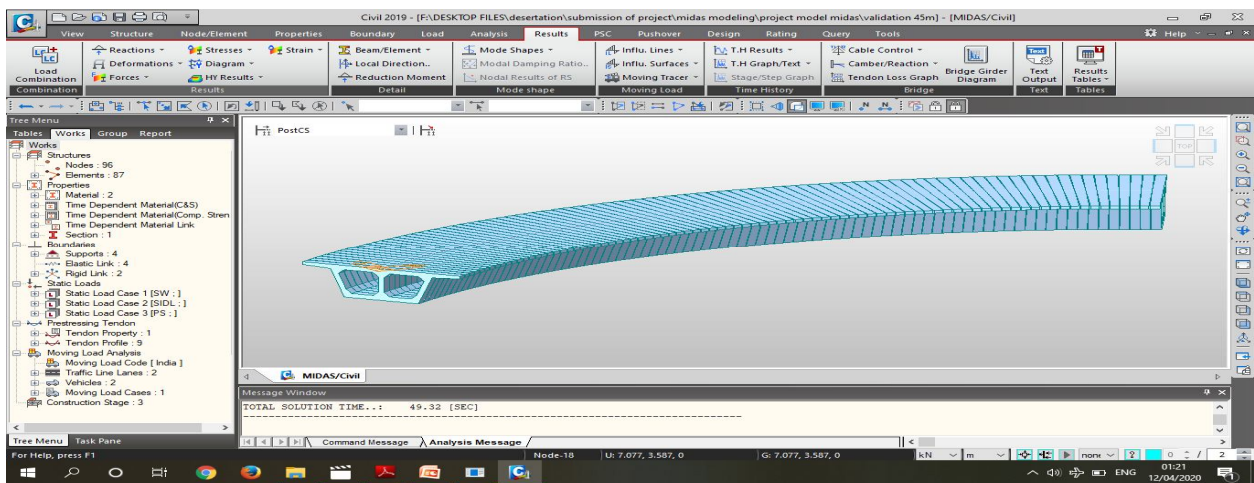 Civil 2019 - [F:\DESKTOP FILES\desertation\submission of project\midas modeling\project model midas\validation 45m] - [MIDAS/Civil]
View Structure Node/Element Properties Boundary Load Analysis Results PSC Pushover Design Rating Query Tools Help
Reactions Stresses Strain Beam/Element Mode Shapes Influ. Lines T.H Results Cable Control
Load Combination Deformations Diagram Local Direction.. Modal Damping Ratio.. Influ. Surfaces T.H Graph/Text Camber/Reaction Bridge Girder Diagram Text Output Results Tables
Forces HY Results Reduction Moment Nodal Results of RS Moving Tracer Stage/Step Graph Tendon Loss Graph
Combination Results Detail Mode shape Moving Load Time History Bridge Text Tables
Tree Menu
Tables Works Group Report
PostCS
TOP
Works
Structures
Nodes : 96
Elements : 87
Properties
Material : 2
Time Dependent Material(C&S)
Time Dependent Material(Comp. Stren
Time Dependent Material Link
Section : 1
Boundaries
Supports : 4
Elastic Link : 4
Rigid Link : 2
Static Loads
Static Load Case 1 [SW ; ]
Static Load Case 2 [SIDL ; ]
Static Load Case 3 [PS ; ]
Prestressing Tendon
Tendon Property : 1
Tendon Profile : 9
Moving Load Analysis
Moving Load Code [ India ]
Traffic Line Lanes : 2
Vehicles : 2
Moving Load Cases : 1
Construction Stage : 3
MIDAS/Civil
Message Window
TOTAL SOLUTION TIME..: 49.32 [SEC]
Tree Menu Task Pane
Command Message Analysis Message
For Help, press F1 Node-18 U: 7.077, 3.587, 0 G: 7.077, 3.587, 0 kN m none ? 0 / 2
ENG
01:21
12/04/2020